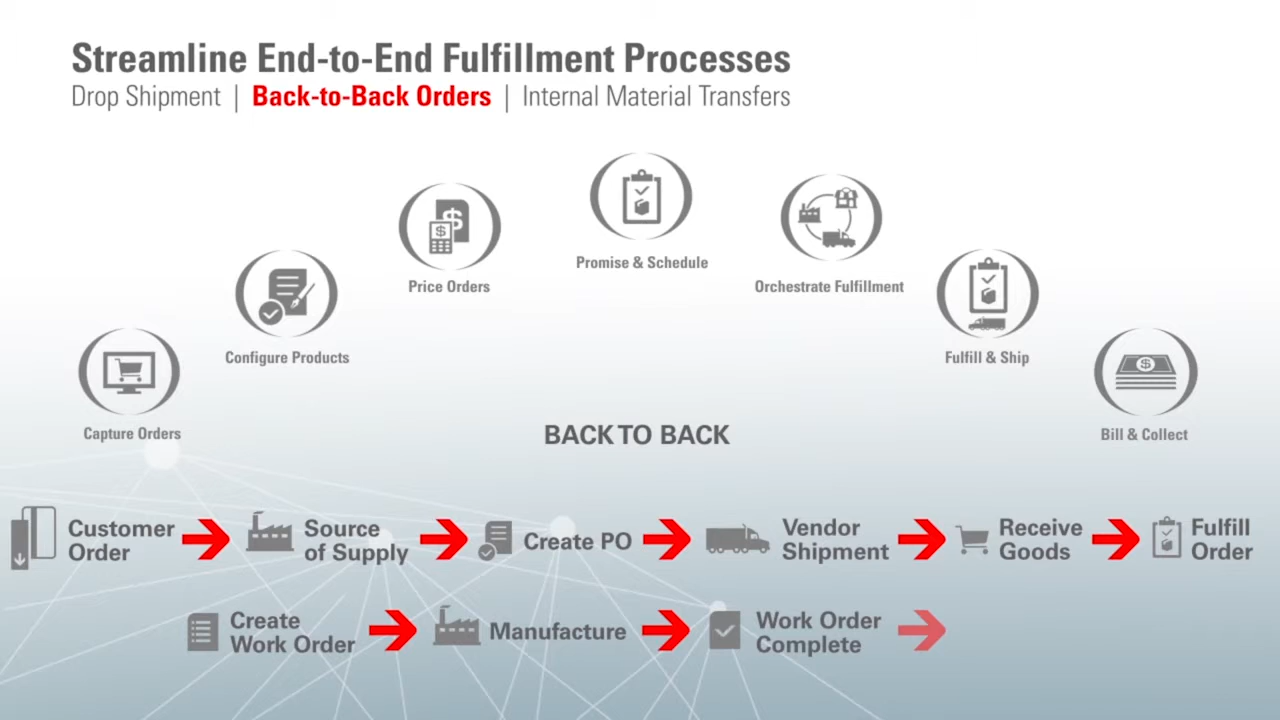 Streamline End-to-End Fulfillment Processes
Drop Shipment | Back-to-Back Orders | Internal Material Transfers
Promise & Schedule
Price Orders
Orchestrate Fulfillment
Configure Products
Fulfill & Ship
Capture Orders
Bill & Collect
BACK TO BACK
Customer
Order
Source
of Supply
Create PO
Vendor
Shipment
Receive
Goods
Fulfill
Order
Create
Work Order
Manufacture
Work Order
Complete